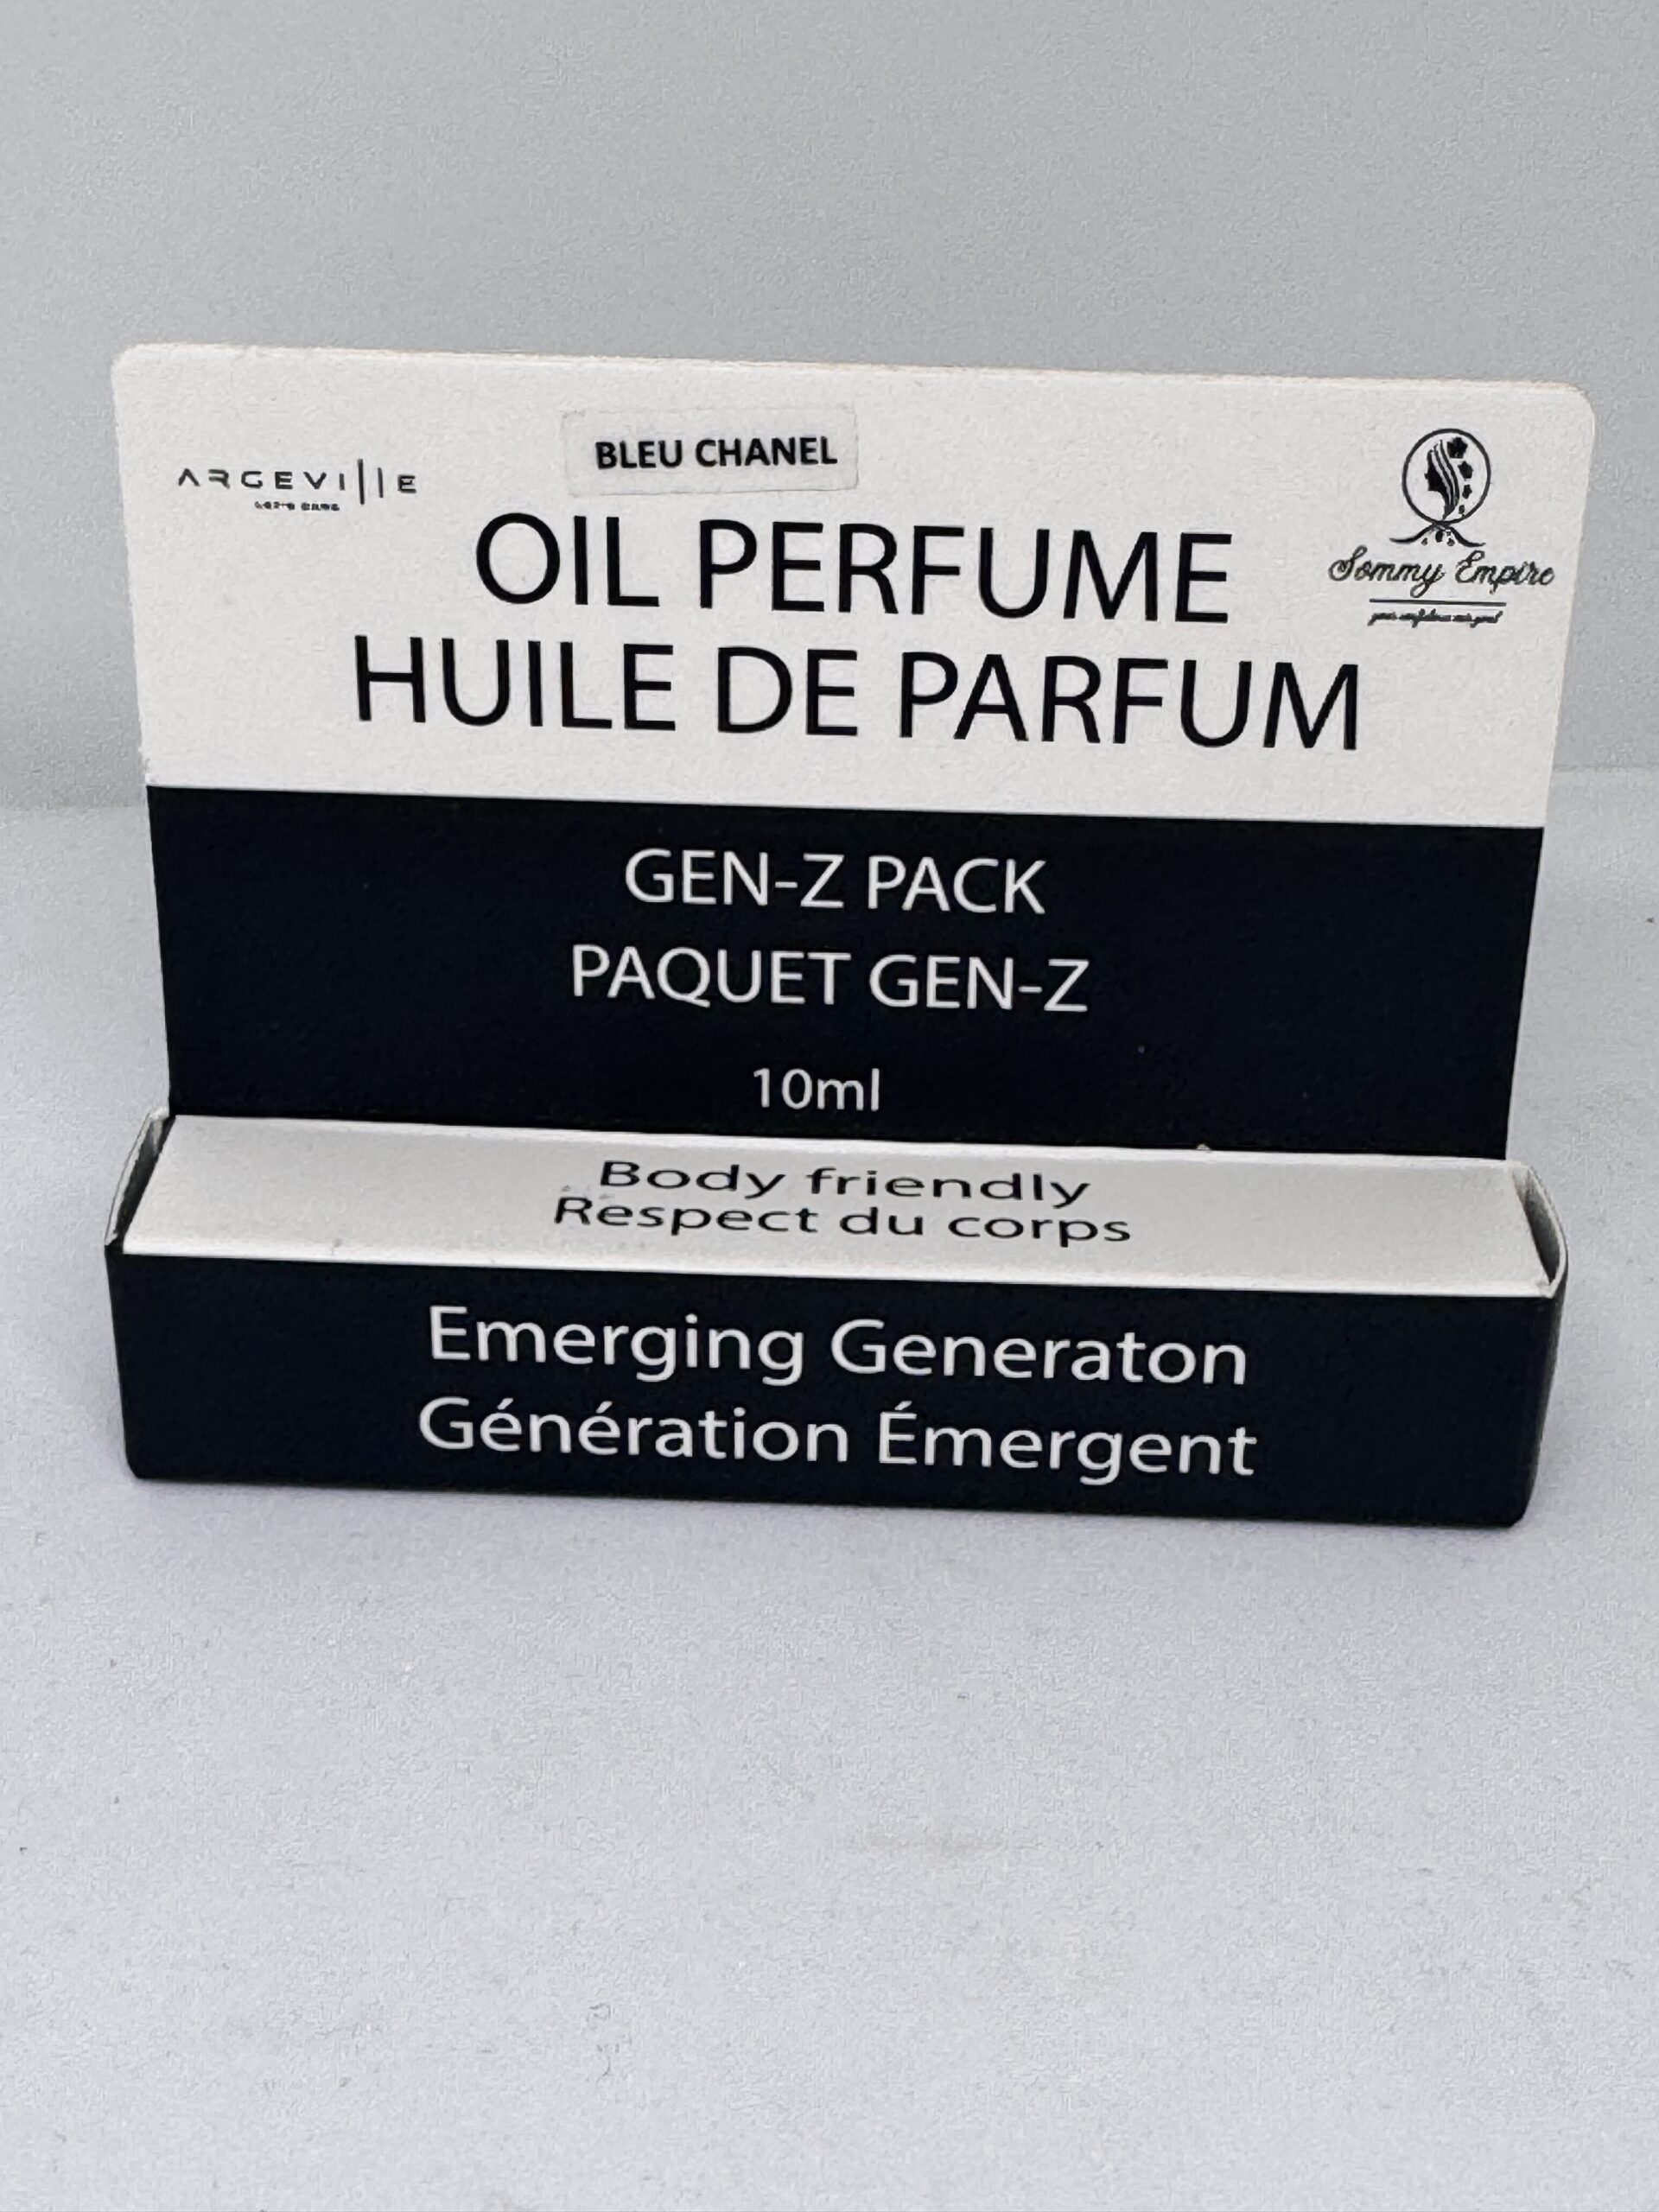 BLEU CHANEL
ARGEVIllE
OIL PERFUME
HUILE DE PARFUM
Sommy Empire
GEN-Z PACK
PAQUET GEN-Z
10ml
Body friendly
Respect du corps
Emerging Generaton
Génération Émergent